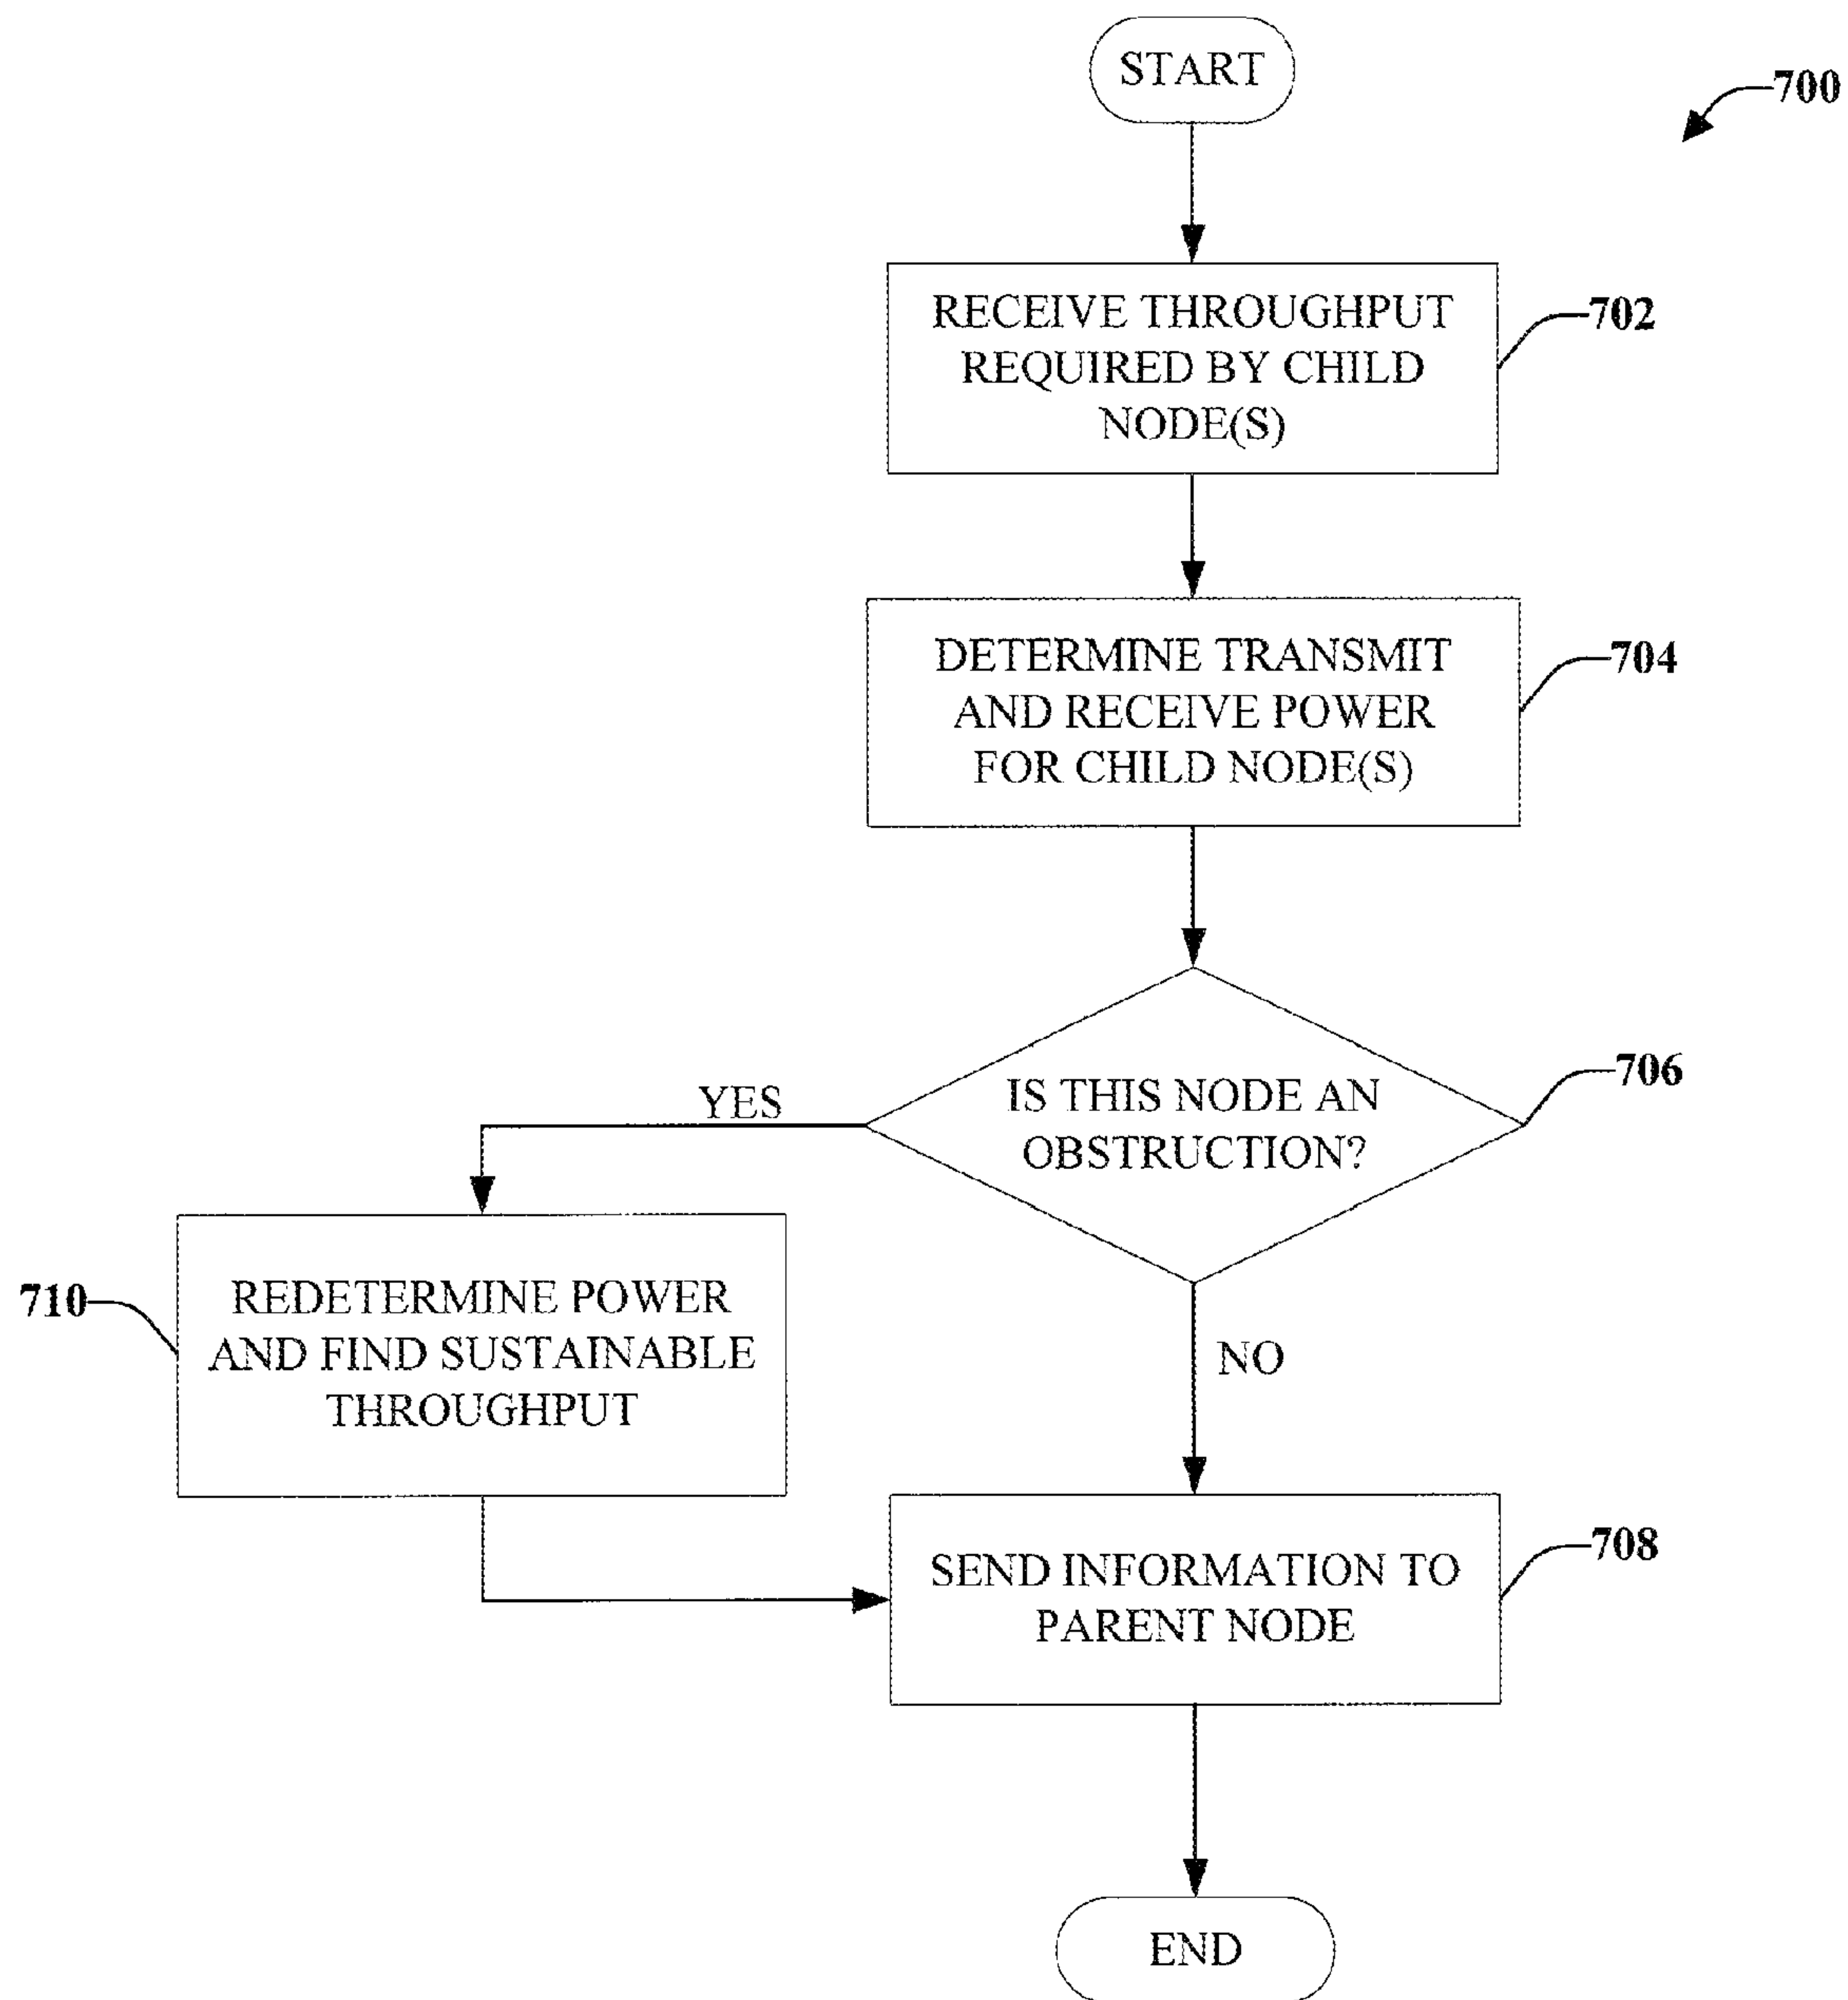 START
700
RECEIVE THROUGHPUT
REQUIRED BY CHILD
NODE(S)
702
DETERMINE TRANSMIT
AND RECEIVE POWER
FOR CHILD NODE(S)
704
IS THIS NODE AN
OBSTRUCTION?
706
YES
NO
710
REDETERMINE POWER
AND FIND SUSTAINABLE
THROUGHPUT
SEND INFORMATION TO
PARENT NODE
708
END